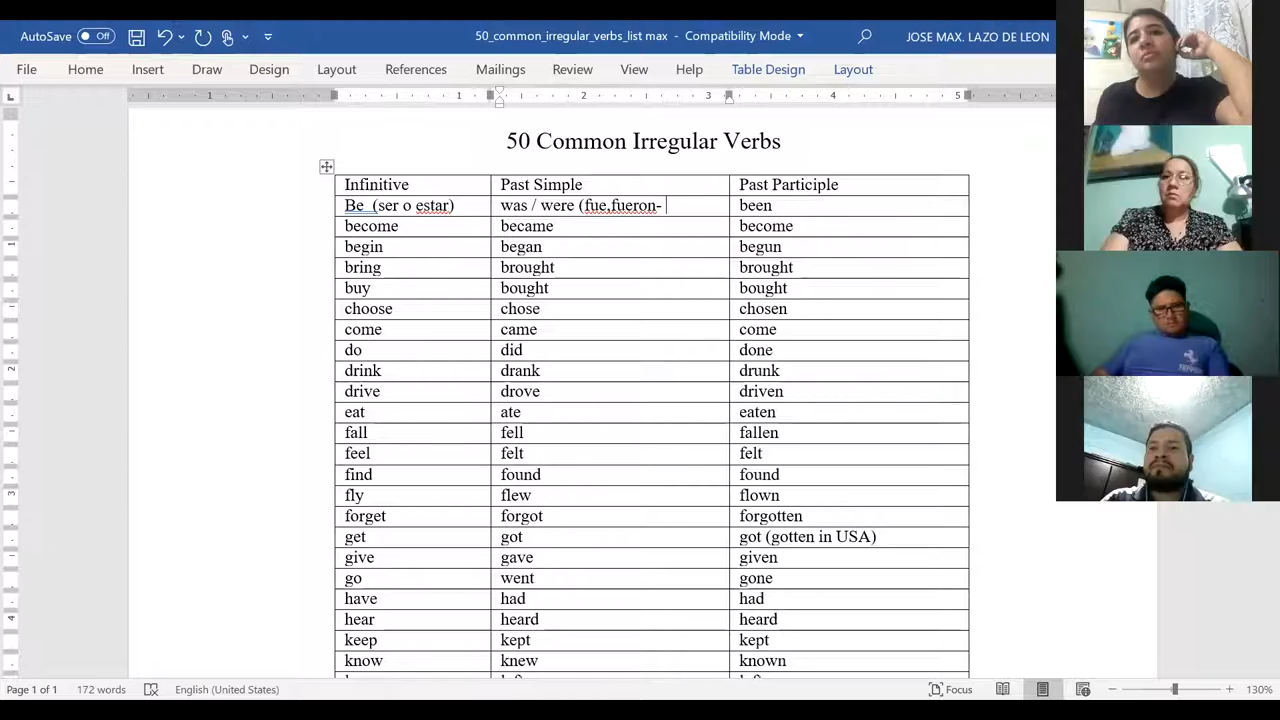 AutoSave Off 50_common_irregular_verbs_list max - Compatibility Mode JOSE MAX. LAZO DE LEON
File Home Insert Draw Design Layout References Mailings Review View Help Table Design Layout
1 1 2 3 4 5
50 Common Irregular Verbs
Infinitive Past Simple Past Participle
Be (ser o estar) was / were (fue,fueron- been
become became become
begin began begun
bring brought brought
buy bought bought
choose chose chosen
come came come
do did done
drink drank drunk
drive drove driven
eat ate eaten
fall fell fallen
feel felt felt
find found found
fly flew flown
forget forgot forgotten
get got got (gotten in USA)
give gave given
go went gone
have had had
hear heard heard
keep kept kept
know knew known
Page 1 of 1 172 words English (United States) Focus 130%